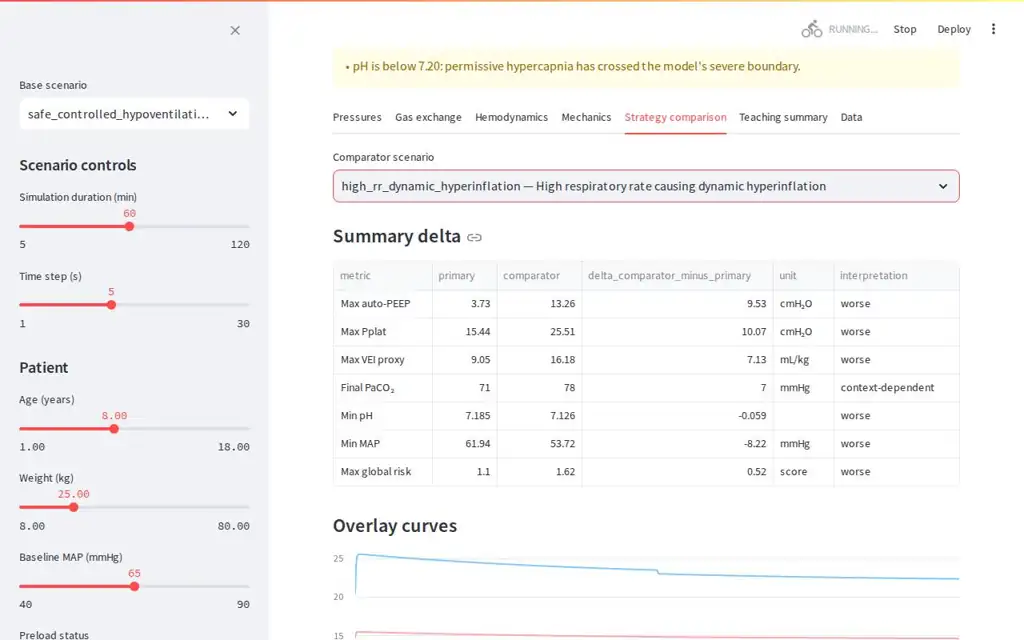 Base scenario
safe_controlled_hypoventilati...
Scenario controls
Simulation duration (min)
60
5 120
Time step (s)
5
1 30
Patient
Age (years)
8.00
1.00 18.00
Weight (kg)
25.00
8.00 80.00
Baseline MAP (mmHg)
65
40 90
Preload status
RUNNING... Stop Deploy
• pH is below 7.20: permissive hypercapnia has crossed the model's severe boundary.
Pressures Gas exchange Hemodynamics Mechanics Strategy comparison Teaching summary Data
Comparator scenario
high_rr_dynamic_hyperinflation — High respiratory rate causing dynamic hyperinflation
Summary delta
metric primary comparator delta_comparator_minus_primary unit interpretation
Max auto-PEEP 3.73 13.26 9.53 cmH₂O worse
Max Pplat 15.44 25.51 10.07 cmH₂O worse
Max VEI proxy 9.05 16.18 7.13 mL/kg worse
Final PaCO₂ 71 78 7 mmHg context-dependent
Min pH 7.185 7.126 -0.059 worse
Min MAP 61.94 53.72 -8.22 mmHg worse
Max global risk 1.1 1.62 0.52 score worse
Overlay curves
25
20
15